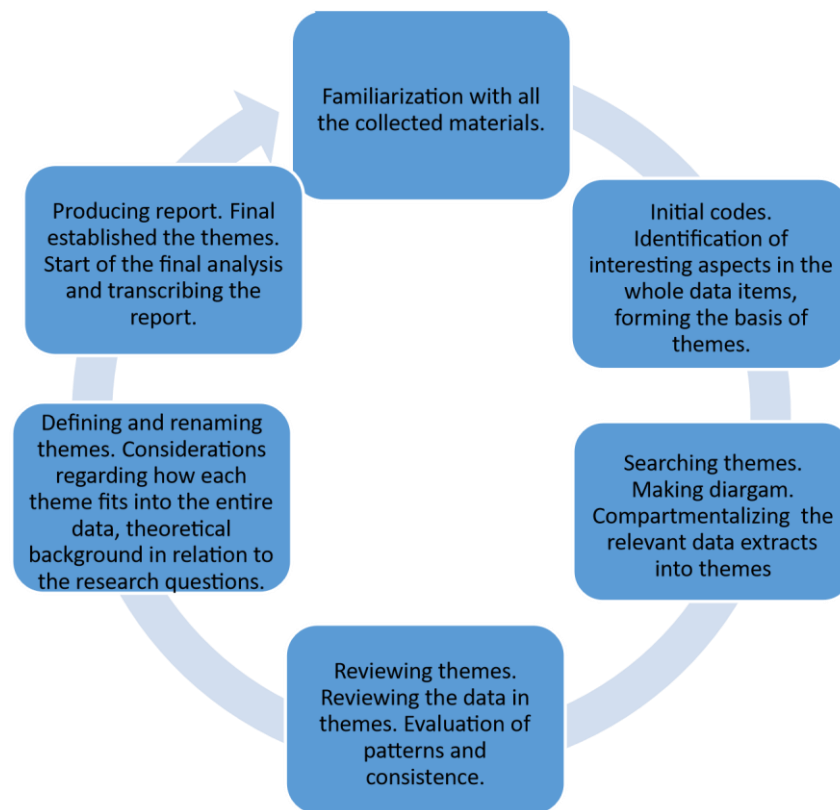 Familiarization with all
the collected materials.
Initial codes.
Identification of
interesting aspects in the
whole data items,
forming the basis of
themes.
Searching themes.
Making diargam.
Compartmentalizing the
relevant data extracts
into themes
Reviewing themes.
Reviewing the data in
themes. Evaluation of
patterns and
consistence.
Defining and renaming
themes. Considerations
regarding how each
theme fits into the entire
data, theoretical
background in relation to
the research questions.
Producing report. Final
established the themes.
Start of the final analysis
and transcribing the
report.